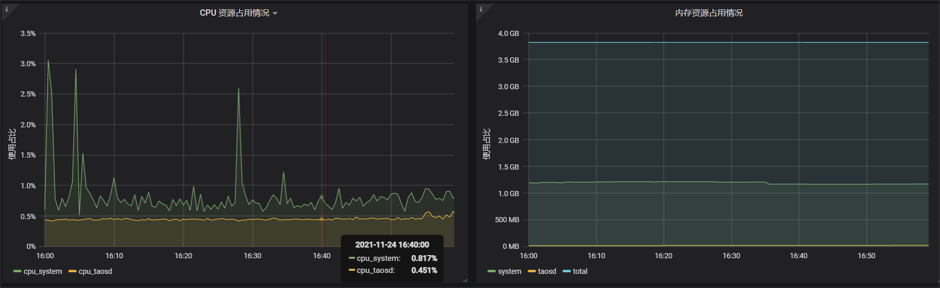 i
CPU 资源占用情况
使用占比
3.5%
3.0%
2.5%
2.0%
1.5%
1.0%
0.5%
0%
16:00
16:10
16:20
16:30
16:40
2021-11-24 16:40:00
cpu_system: 0.817%
cpu_taosd: 0.451%
cpu_system
cpu_taosd
i
内存资源占用情况
使用占比
4.0 GB
3.5 GB
3.0 GB
2.5 GB
2.0 GB
1.5 GB
1.0 GB
500 MB
0 MB
16:00
16:10
16:20
16:30
16:40
16:50
system
taosd
total